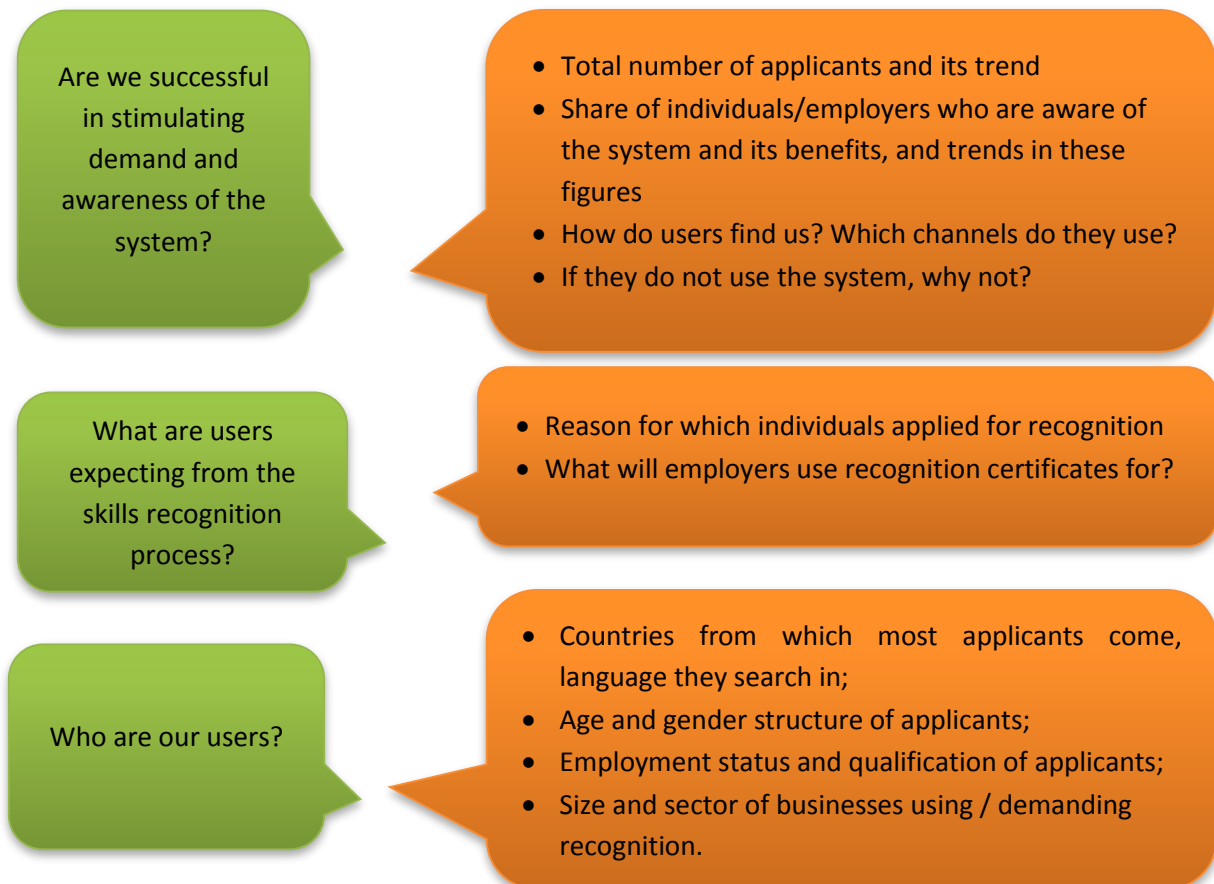 Are we successful
in stimulating
demand and
awareness of the
system?
• Total number of applicants and its trend
• Share of individuals/employers who are aware of
the system and its benefits, and trends in these
figures
• How do users find us? Which channels do they use?
• If they do not use the system, why not?
What are users
expecting from the
skills recognition
process?
• Reason for which individuals applied for recognition
• What will employers use recognition certificates for?
Who are our users?
• Countries from which most applicants come,
language they search in;
• Age and gender structure of applicants;
• Employment status and qualification of applicants;
• Size and sector of businesses using / demanding
recognition.